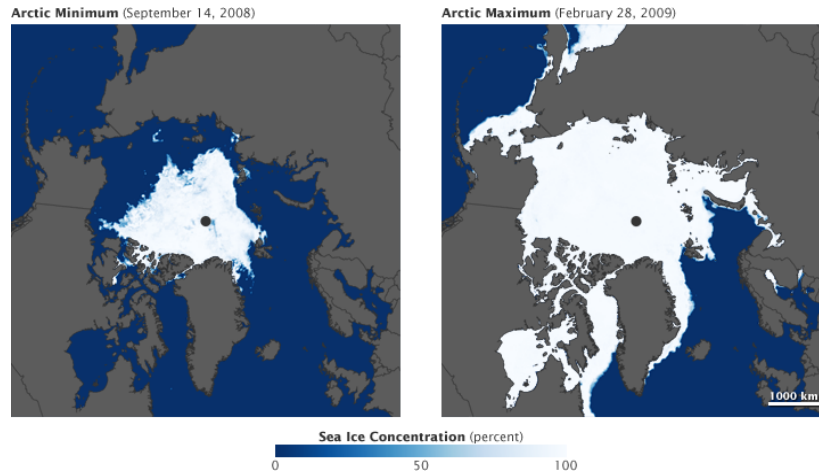 Arctic Minimum (September 14, 2008)
Arctic Maximum (February 28, 2009)
1000 km
Sea Ice Concentration (percent)
0 50 100